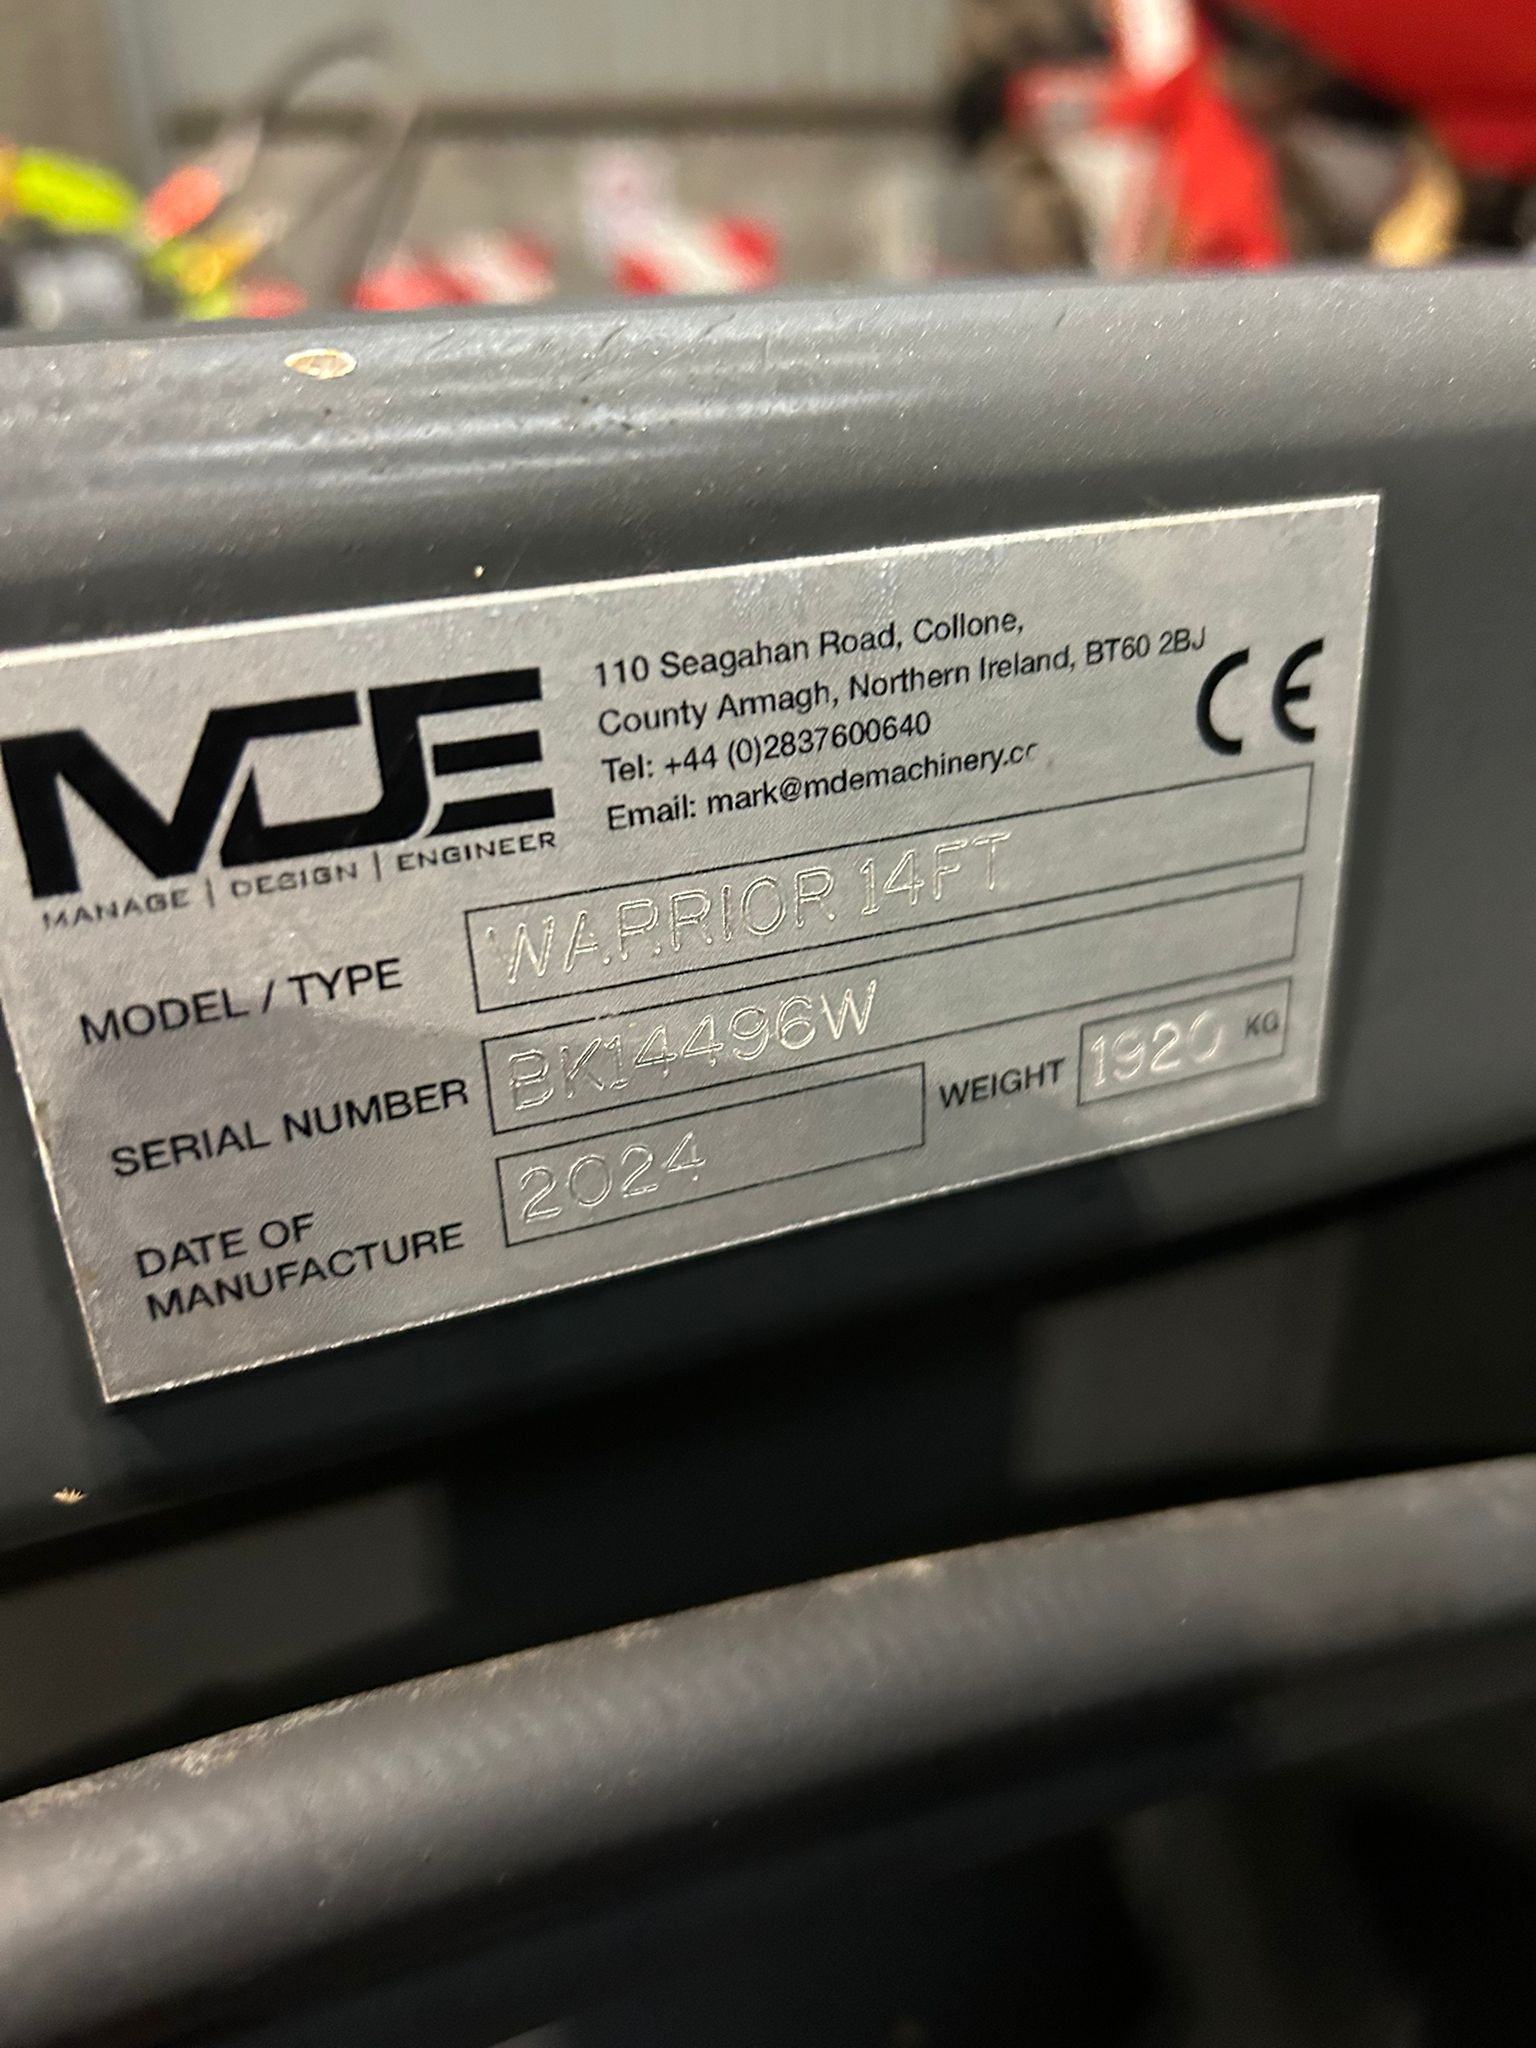 MDE
MANAGE | DESIGN | ENGINEER
110 Seagahan Road, Collone,
County Armagh, Northern Ireland, BT60 2BJ
Tel: +44 (0)2837600640
Email: mark@mdemachinery.co
CE
MODEL / TYPE WARRIOR 14FT
SERIAL NUMBER BK14496W
DATE OF
MANUFACTURE 2024
WEIGHT 1920 KG